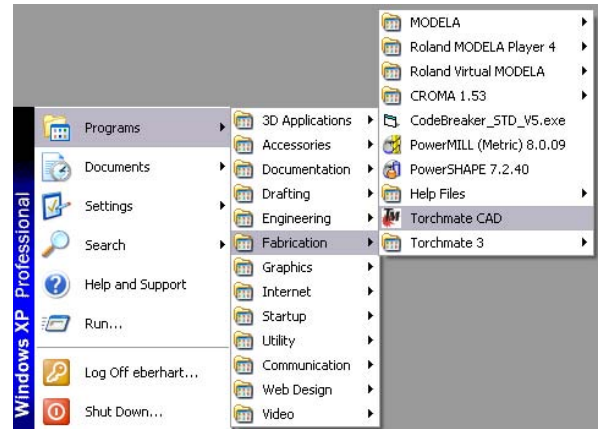 MODELA
Roland MODELA Player 4
Roland Virtual MODELA
CROMA 1.53
CodeBreaker_STD_V5.exe
PowerMILL (Metric) 8.0.09
PowerSHAPE 7.2.40
Help Files
Torchmate CAD
Torchmate 3
3D Applications
Accessories
Documentation
Drafting
Engineering
Fabrication
Graphics
Internet
Startup
Utility
Communication
Web Design
Video
Programs
Documents
Settings
Search
Help and Support
Run...
Log Off eberhart...
Shut Down...
Windows XP Professional